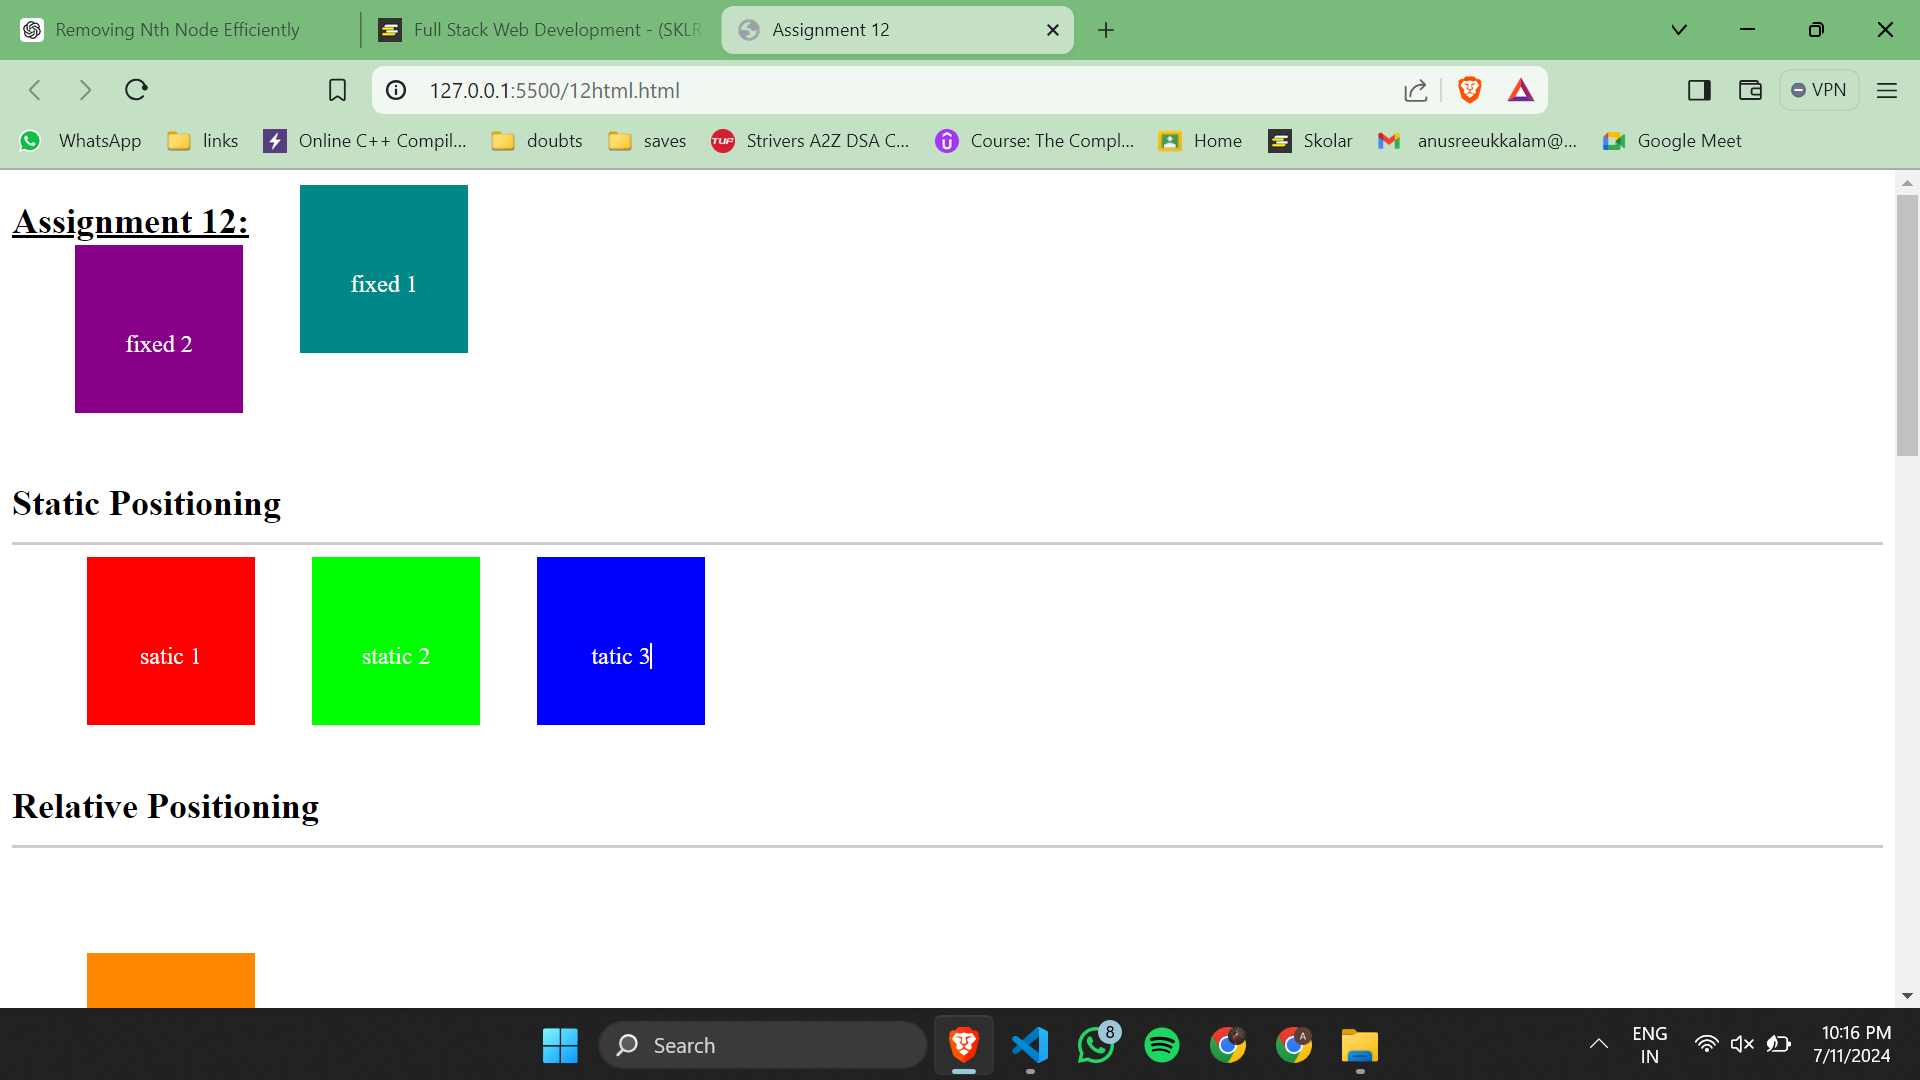 Removing Nth Node Efficiently
Full Stack Web Development - (SKLR
Assignment 12
127.0.0.1:5500/12html.html
VPN
WhatsApp
links
Online C++ Compil...
doubts
saves
TUF
Strivers A2Z DSA C...
Course: The Compl...
Home
Skolar
anusreeukkalam@...
Google Meet
Assignment 12:
fixed 1
fixed 2
Static Positioning
satic 1
static 2
tatic 3
Relative Positioning
Search
8
A
ENG
IN
10:16 PM
7/11/2024